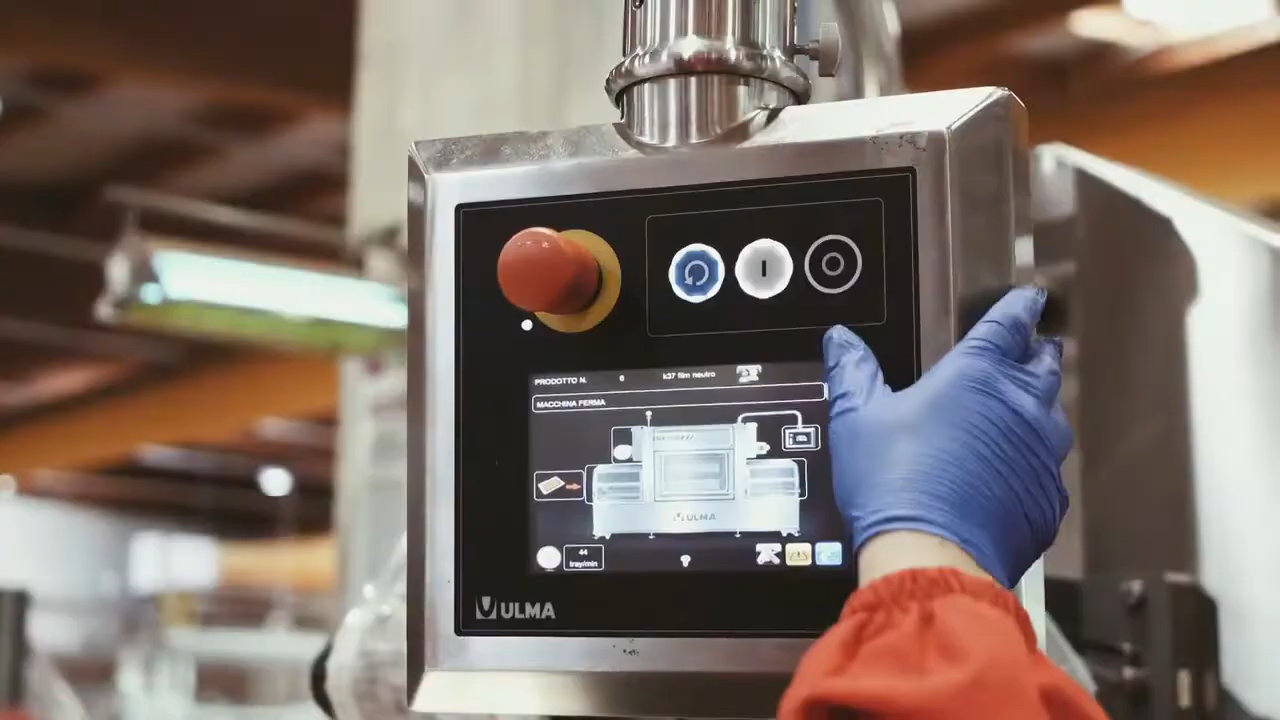 PRODOTTO N. 6 k37 film neutro
MACCHINA FERMA
ULMA
44
tray/min
ULMA